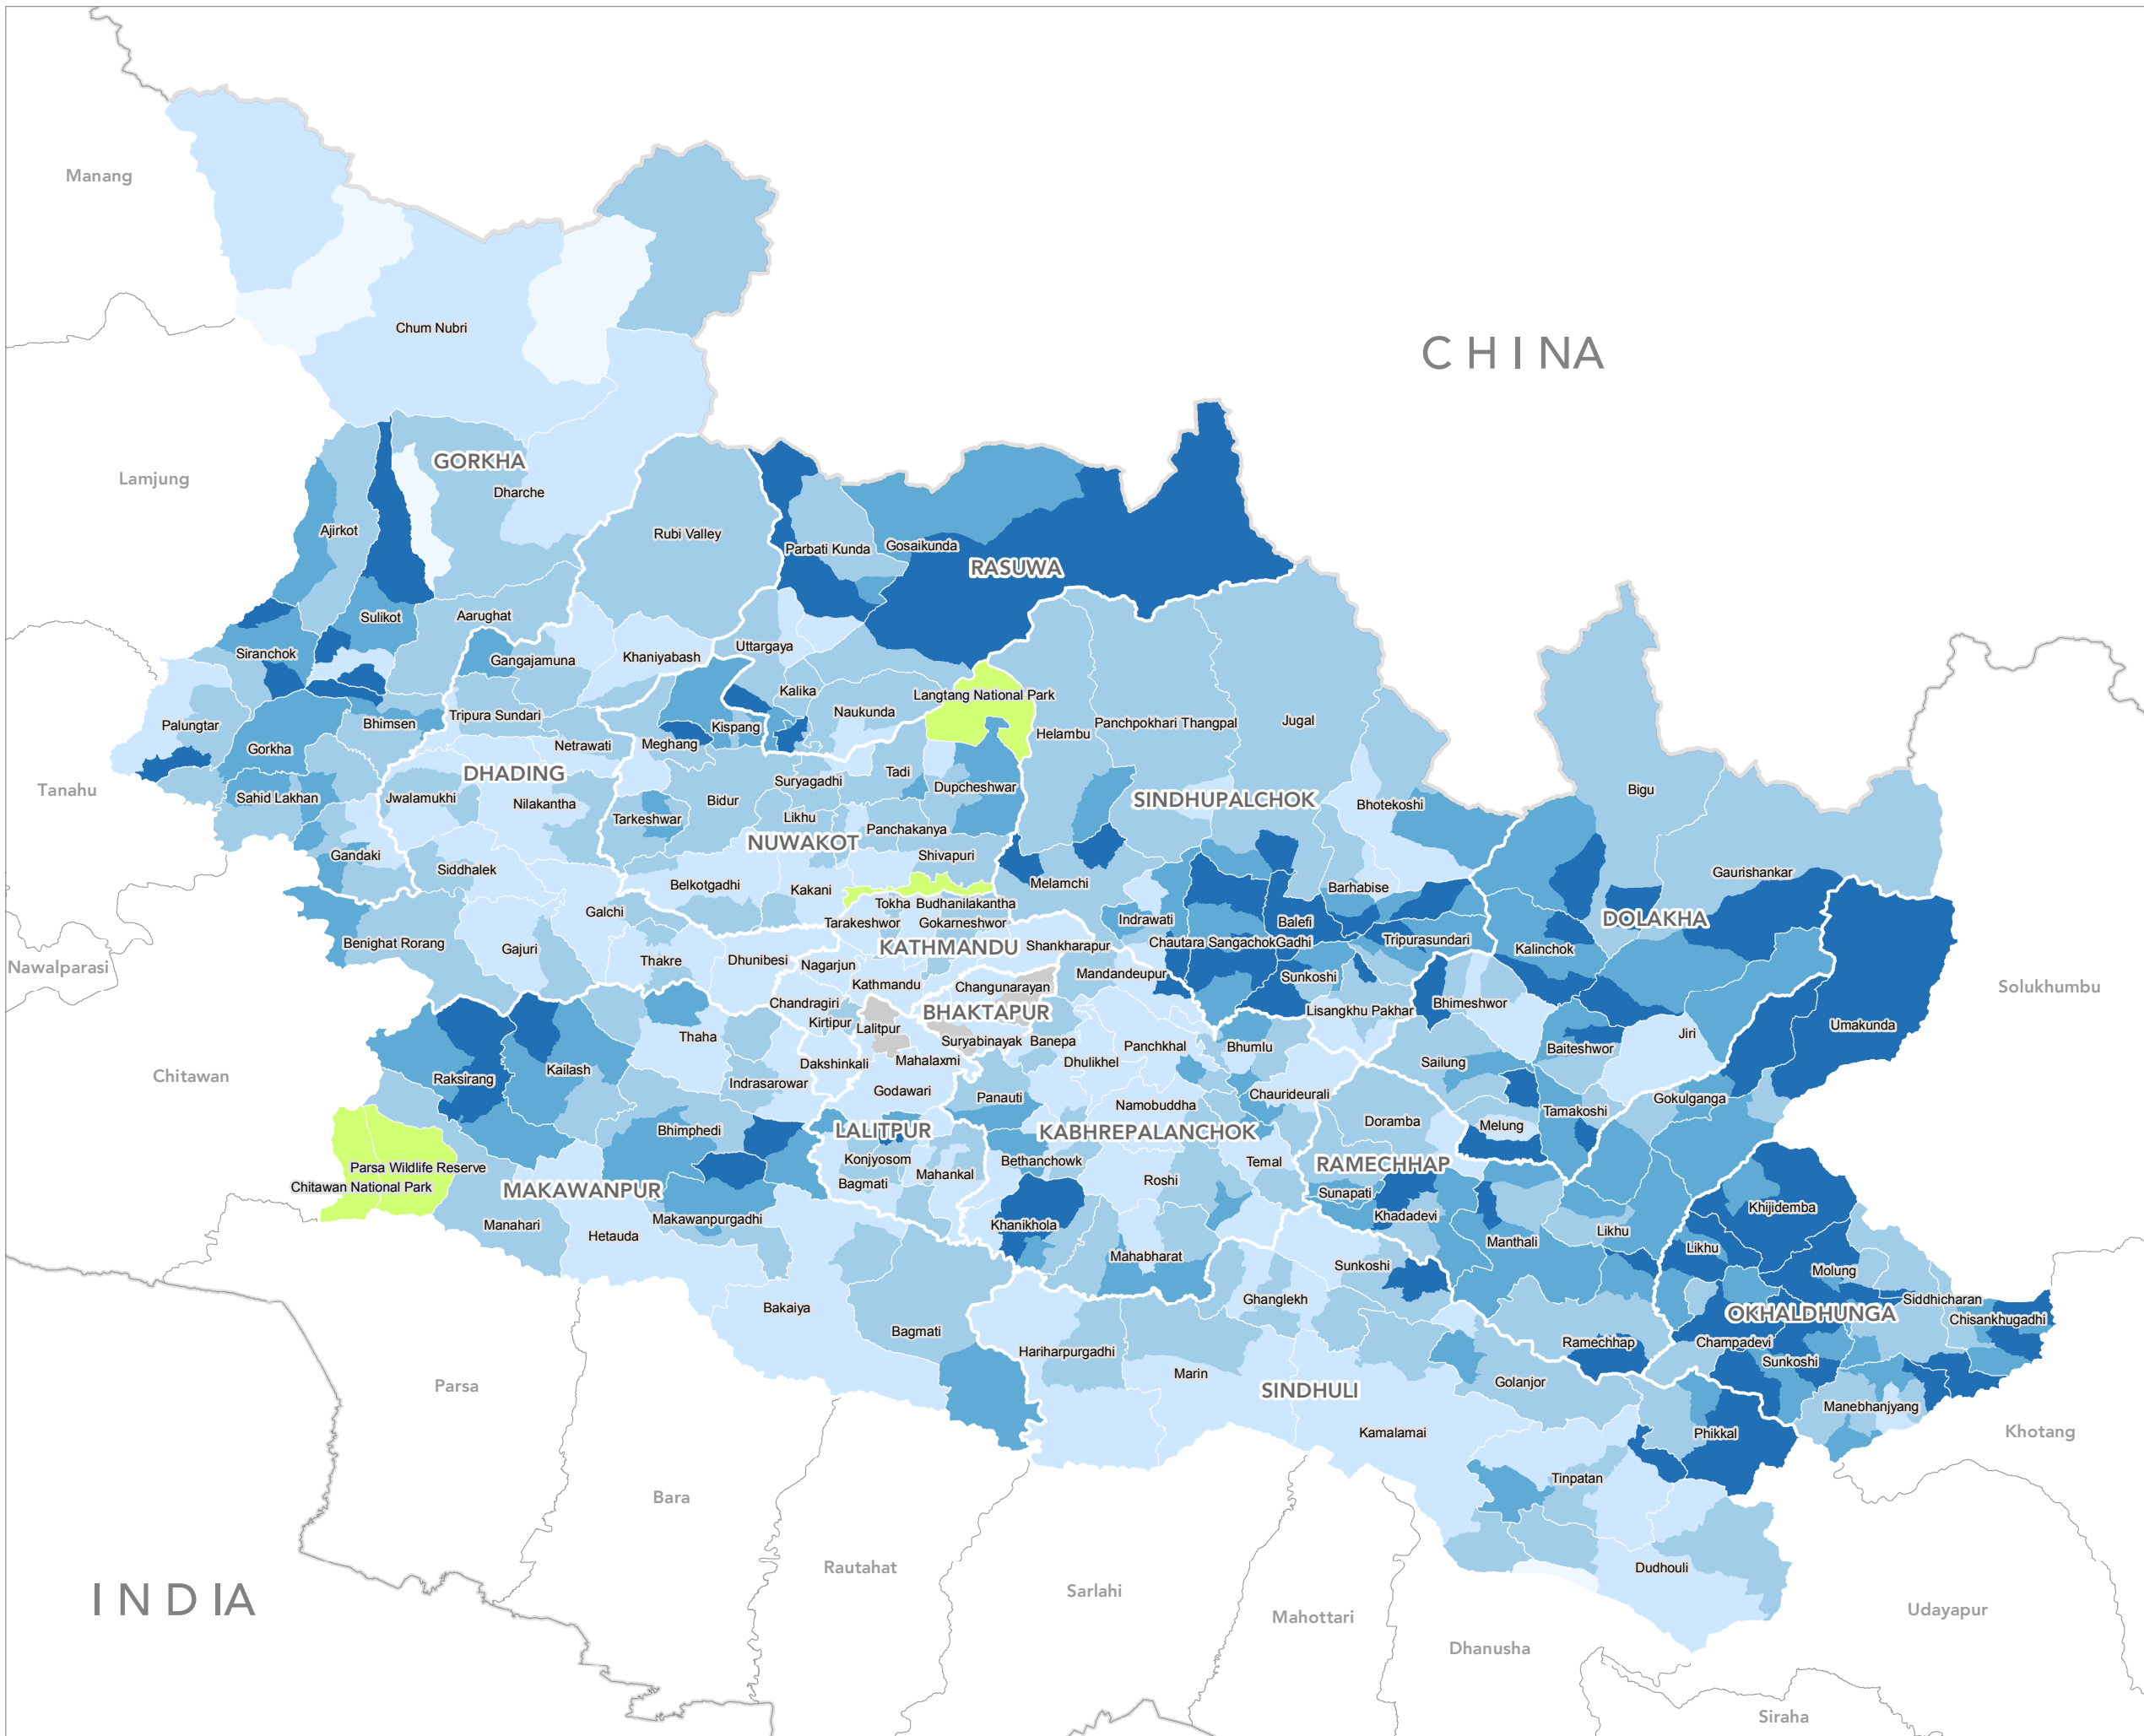 Manang
Chum Nubri
CHINA
GORKHA
Lamjung
Dharche
Ajirkot
Rubi Valley
Parbati Kunda
Gosaikunda
RASUWA
Aarughat
Sulikot
Siranchok
Gangajamuna
Khaniyabash
Uttargaya
Kalika
Langtang National Park
Naukunda
Palungtar
Bhimsen
Tripura Sundari
Kispang
Meghang
Netrawati
Gorkha
Helambu
Panchpokhari Thangpal
Jugal
DHADING
Tanahu
Sahid Lakhan
Jwalamukhi
Nilakantha
Suryagadhi
Tadi
Dupcheshwar
SINDHUPALCHOK
Bhotekoshi
Bigu
Tarkeshwar
Bidur
Likhu
Panchakanya
NUWAKOT
Gandaki
Siddhalek
Shivapuri
Belkotgadhi
Kakani
Melamchi
Barhabise
Gaurishankar
Galchi
Tokha
Budhanilakantha
Tarakeshwor
Gokarneshwor
Indrawati
Balefi
DOLAKHA
Benighat Rorang
Gajuri
KATHMANDU
Shankharapur
Chautara Sangachok
Gadhi
Tripurasundari
Kalinchok
Nawalparasi
Thakre
Dhunibesi
Nagarjun
Kathmandu
Changunarayan
Mandandeupur
Sunkoshi
Solukhumbu
Chandragiri
BHAKTAPUR
Bhimeshwor
Lisangkhu Pakhar
Kirtipur
Lalitpur
Umakunda
Thaha
Suryabinayak
Banepa
Panchkhal
Bhumlu
Jiri
Baiteshwor
Dakshinkali
Mahalaxmi
Dhulikhel
Sailung
Chitawan
Raksirang
Kailash
Indrasarowar
Godawari
Panauti
Chaurideurali
Gokulganga
Namobuddha
Tamakoshi
Doramba
Melung
Bhimphedi
LALITPUR
KABHREPALANCHOK
Parsa Wildlife Reserve
Chitawan National Park
Konjyosom
Bethanchowk
Temal
RAMECHHAP
Mahankal
Bagmati
Roshi
MAKAWANPUR
Sunapati
Khijidemba
Manahari
Makawanpurgadhi
Khanikhola
Khadadevi
Hetauda
Likhu
Manthali
Likhu
Mahabharat
Sunkoshi
Molung
Ghanglekh
Siddhicharan
Bakaiya
OKHALDHUNGA
Chisankhugadhi
Bagmati
Ramechhap
Champadevi
Hariharpurgadhi
Sunkoshi
Marin
Golanjor
Parsa
SINDHULI
Manebhanjyang
Kamalamai
Phikkal
Khotang
Tinpatan
Bara
Rautahat
Dudhouli
INDIA
Sarlahi
Mahottari
Udayapur
Dhanusha
Siraha